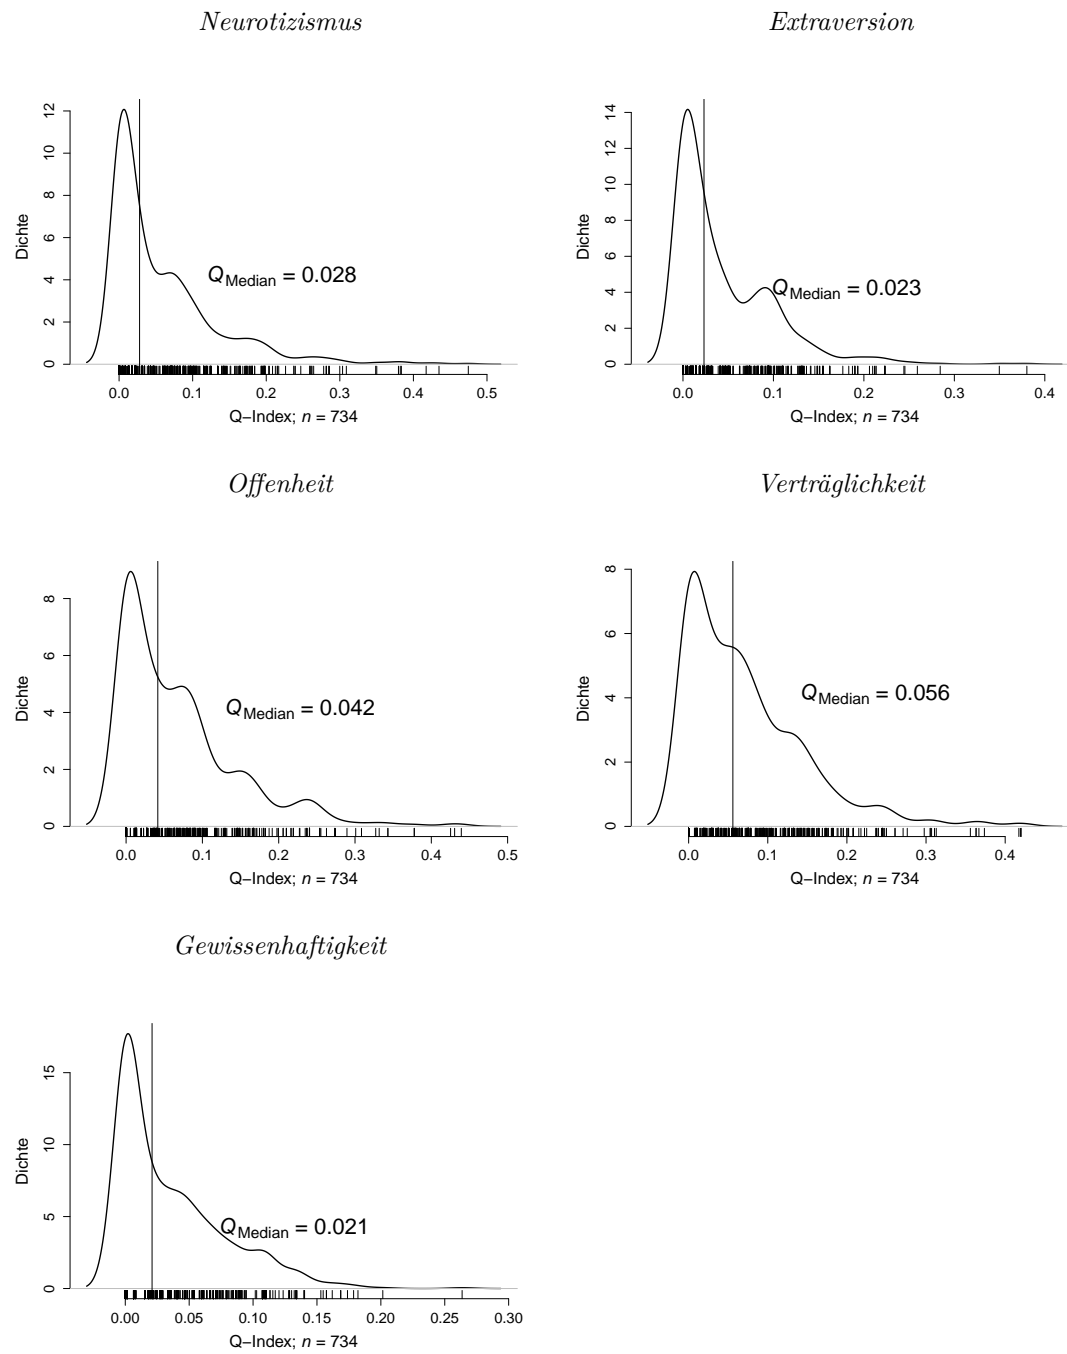 Neurotizismus
Dichte
0 2 4 6 8 10 12
Q_Median = 0.028
0.0 0.1 0.2 0.3 0.4 0.5
Q−Index; n = 734
Extraversion
Dichte
0 2 4 6 8 10 12 14
Q_Median = 0.023
0.0 0.1 0.2 0.3 0.4
Q−Index; n = 734
Offenheit
Dichte
0 2 4 6 8
Q_Median = 0.042
0.0 0.1 0.2 0.3 0.4 0.5
Q−Index; n = 734
Verträglichkeit
Dichte
0 2 4 6 8
Q_Median = 0.056
0.0 0.1 0.2 0.3 0.4
Q−Index; n = 734
Gewissenhaftigkeit
Dichte
0 5 10 15
Q_Median = 0.021
0.00 0.05 0.10 0.15 0.20 0.25 0.30
Q−Index; n = 734